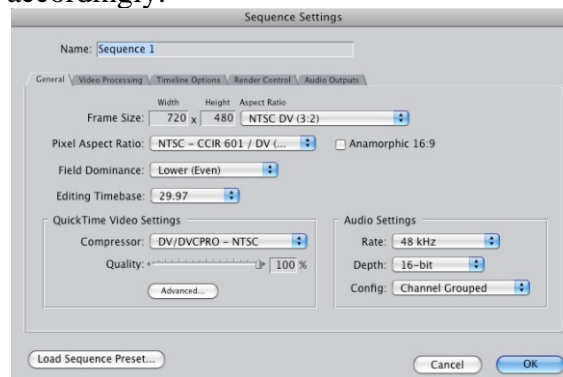 accordingly.
Sequence Settings
Name: Sequence 1
General Video Processing Timeline Options Render Control Audio Outputs
Width Height Aspect Ratio
Frame Size: 720 x 480 NTSC DV (3:2)
Pixel Aspect Ratio: NTSC – CCIR 601 / DV (... Anamorphic 16:9
Field Dominance: Lower (Even)
Editing Timebase: 29.97
QuickTime Video Settings
Compressor: DV/DVCPRO – NTSC
Quality: 100 %
Advanced...
Audio Settings
Rate: 48 kHz
Depth: 16-bit
Config: Channel Grouped
Load Sequence Preset...
Cancel OK